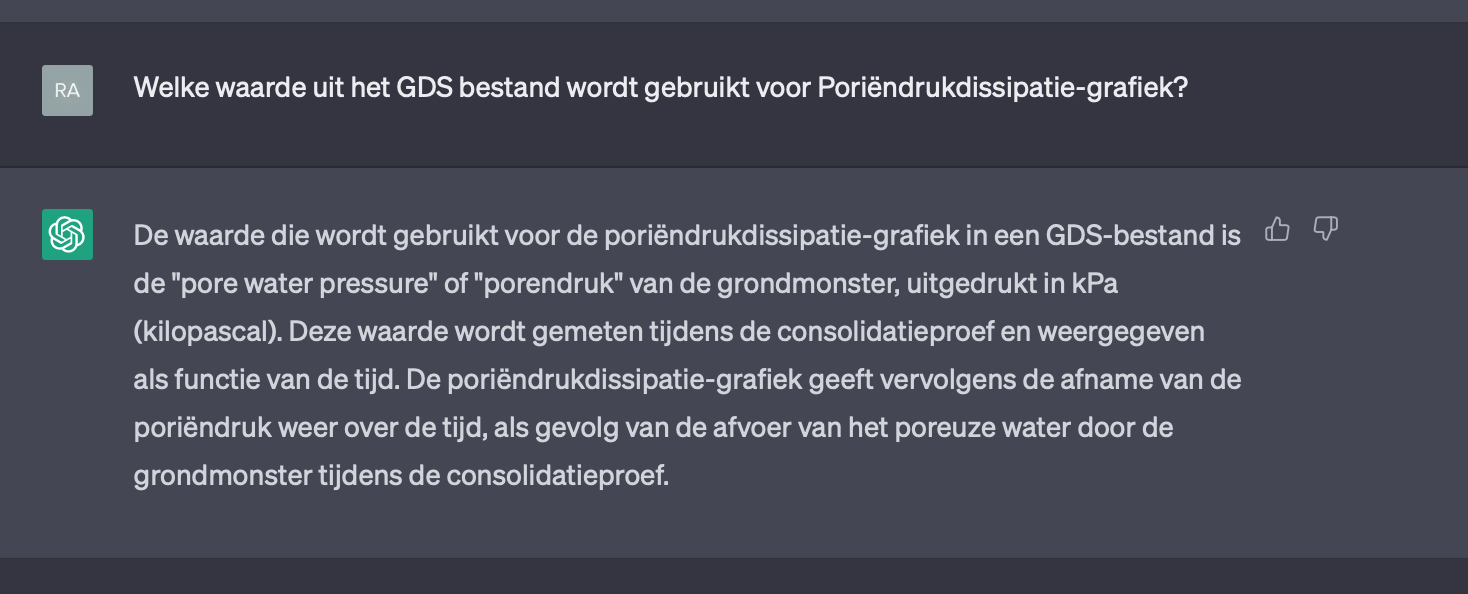 RA
Welke waarde uit het GDS bestand wordt gebruikt voor Poriëndrukdissipatie-grafiek?
De waarde die wordt gebruikt voor de poriëndrukdissipatie-grafiek in een GDS-bestand is
de "pore water pressure" of "porendruk" van de grondmonster, uitgedrukt in kPa
(kilopascal). Deze waarde wordt gemeten tijdens de consolidatieproef en weergegeven
als functie van de tijd. De poriëndrukdissipatie-grafiek geeft vervolgens de afname van de
poriëndruk weer over de tijd, als gevolg van de afvoer van het poreuze water door de
grondmonster tijdens de consolidatieproef.